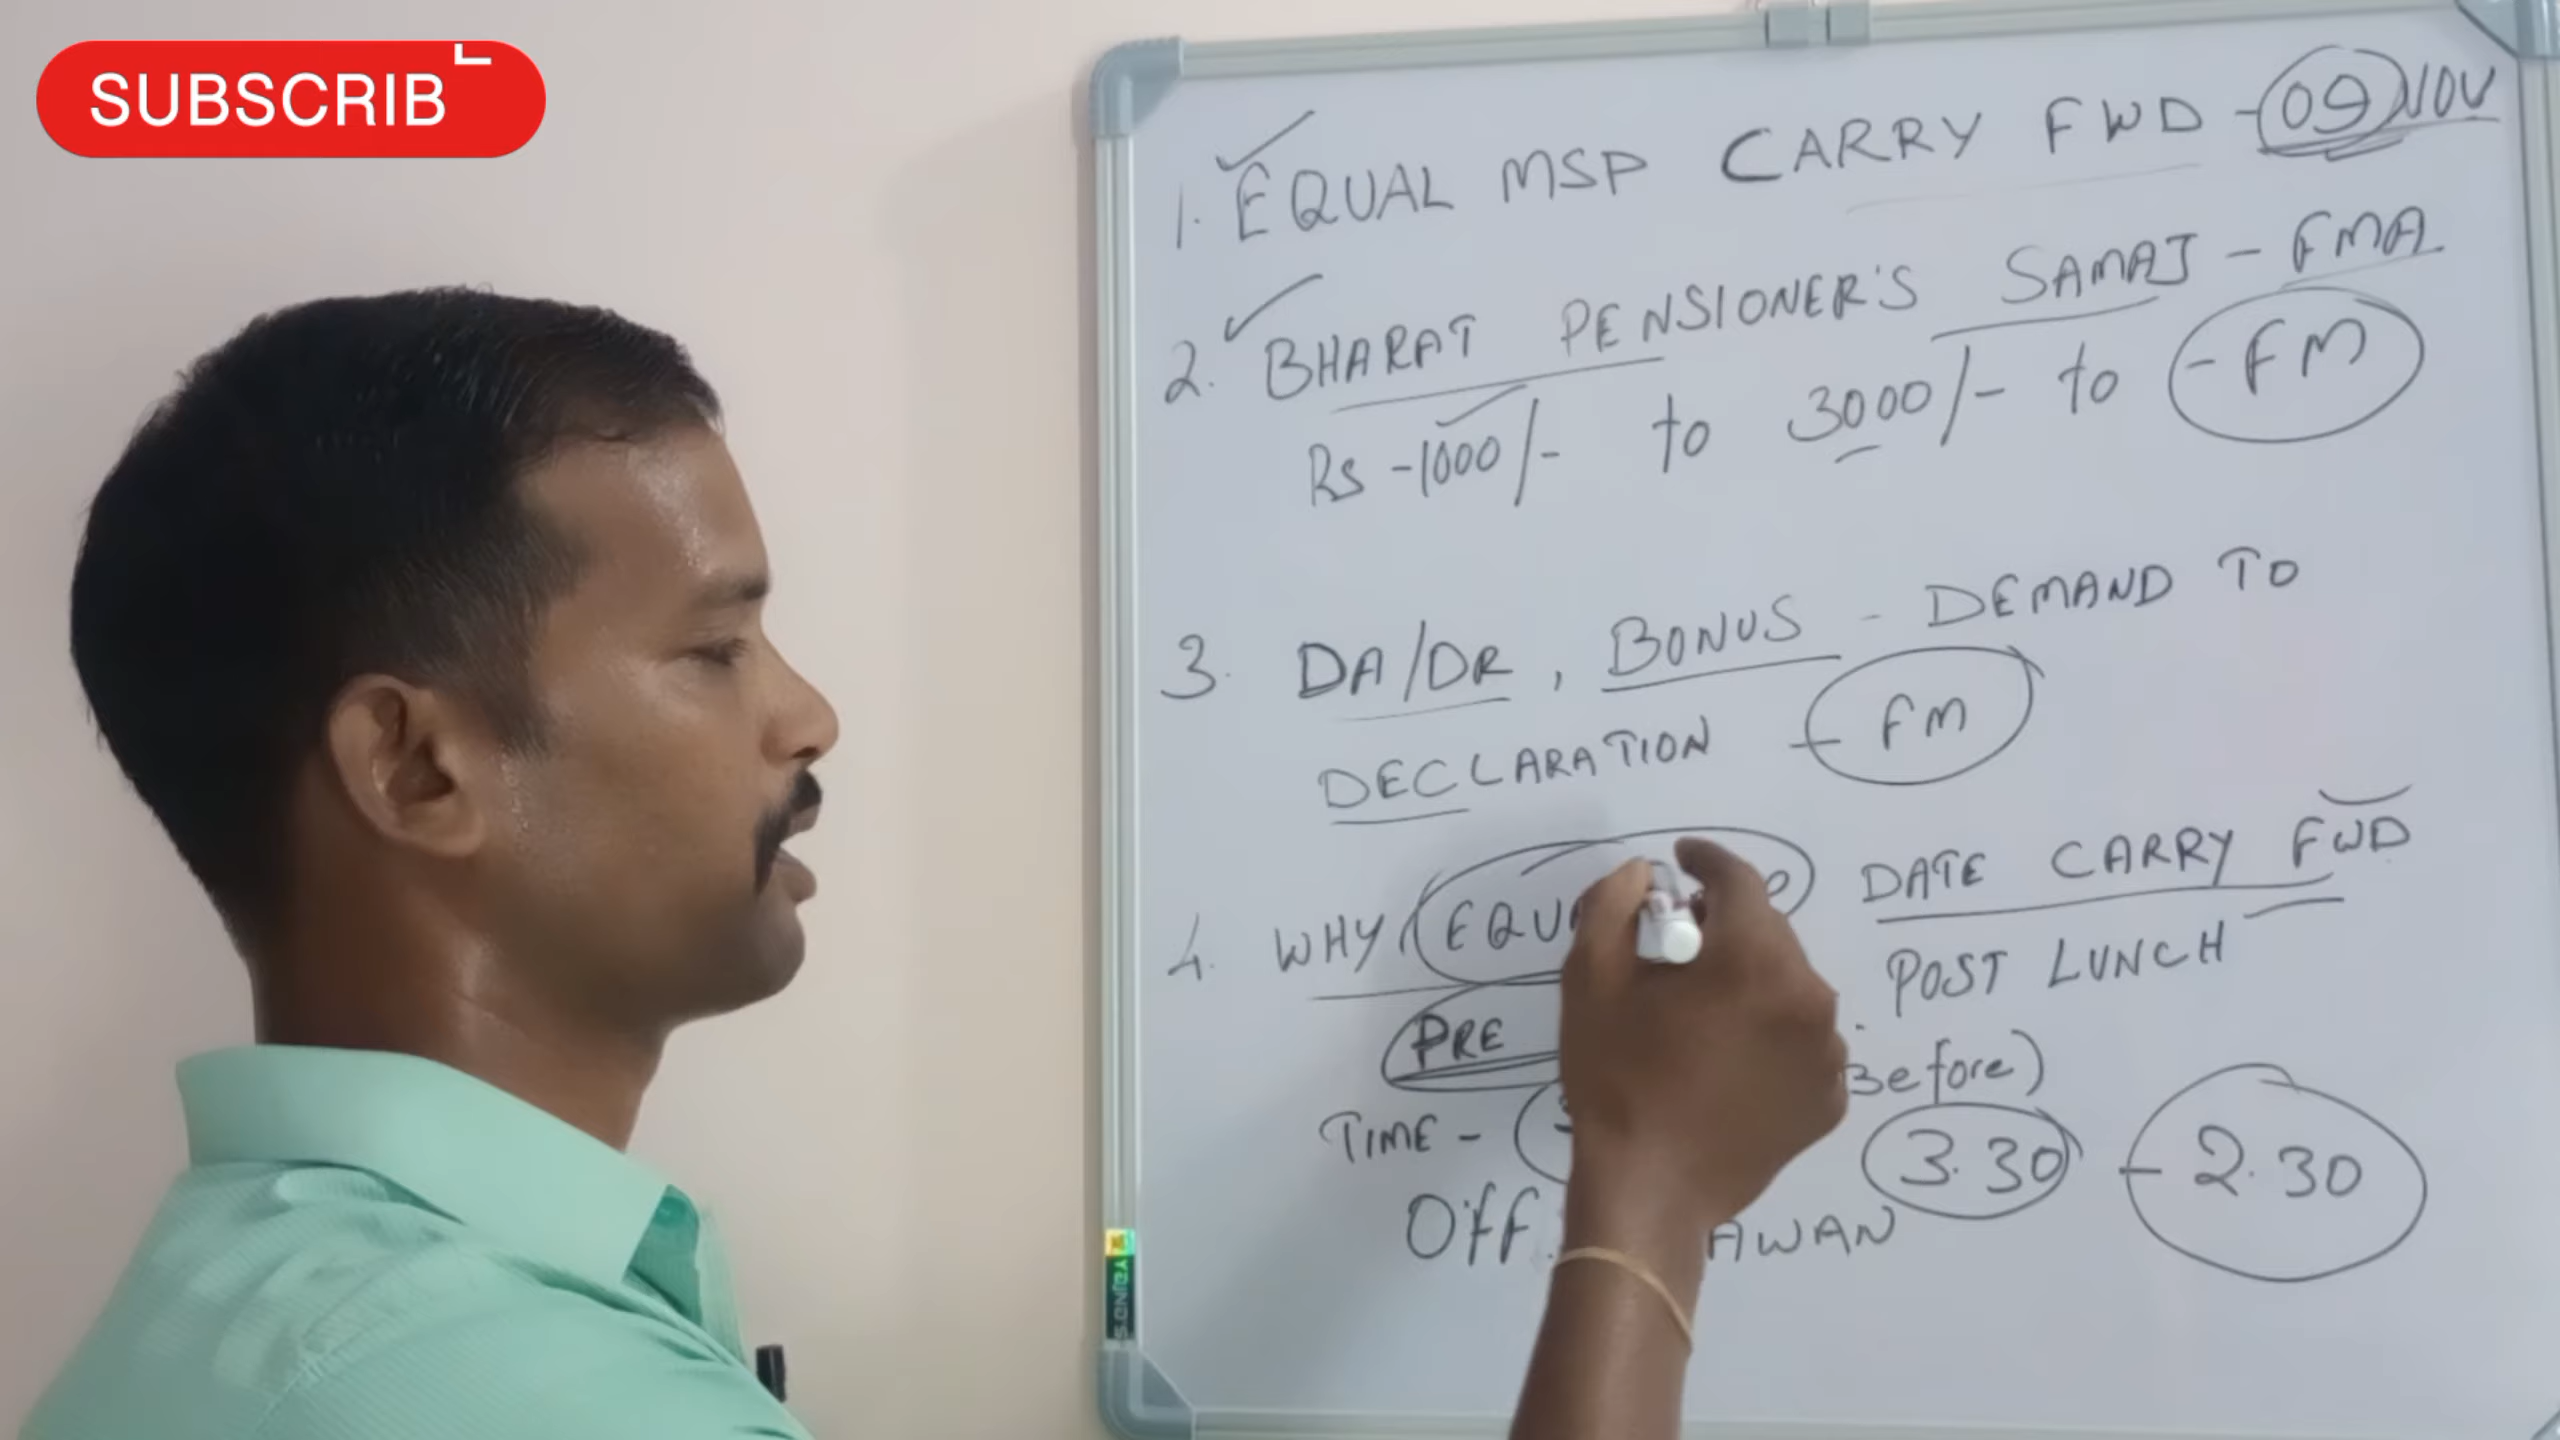 SUBSCRIB
1. EQUAL MSP CARRY FWD - 09 NOV
2. BHARAT PENSIONER'S SAMAJ - FMA
Rs -1000/- to 3000/- to - FM
3. DA/DR, BONUS - DEMAND TO
DECLARATION - FM
4. WHY EQUA DATE CARRY FWD
PRE POST LUNCH
Before)
TIME - 3.30 - 2.30
Off. AWAN